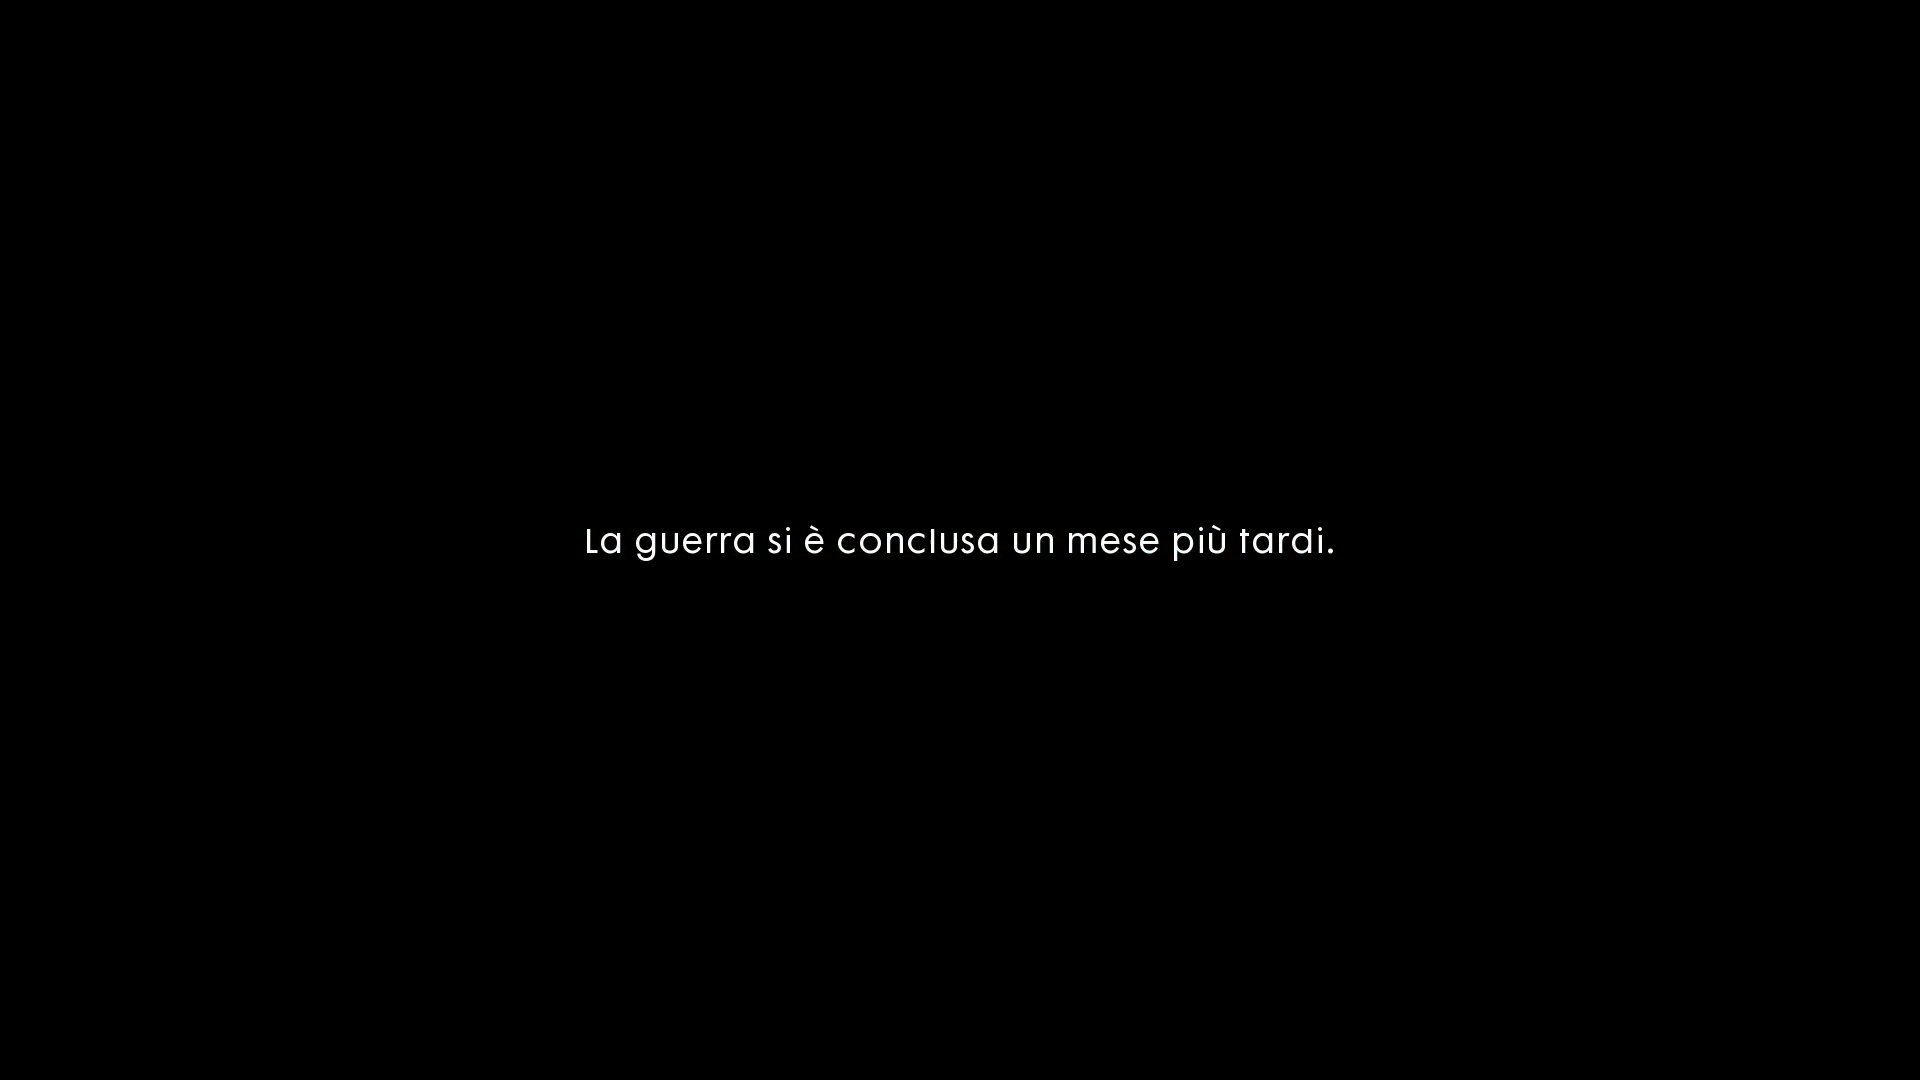 La guerra si è conclusa un mese più tardi.